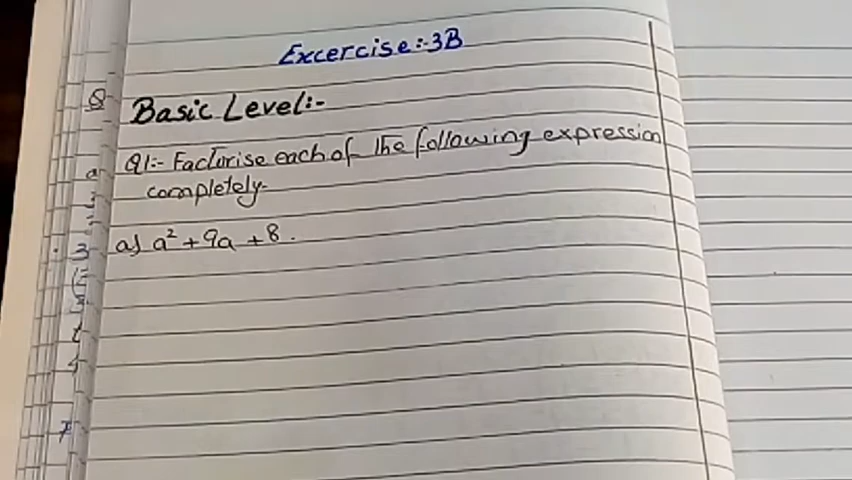 Excercise:-3B
Basic Level:-
Q1:- Factorise each of the following expression
completely.
a) a² + 9a + 8.